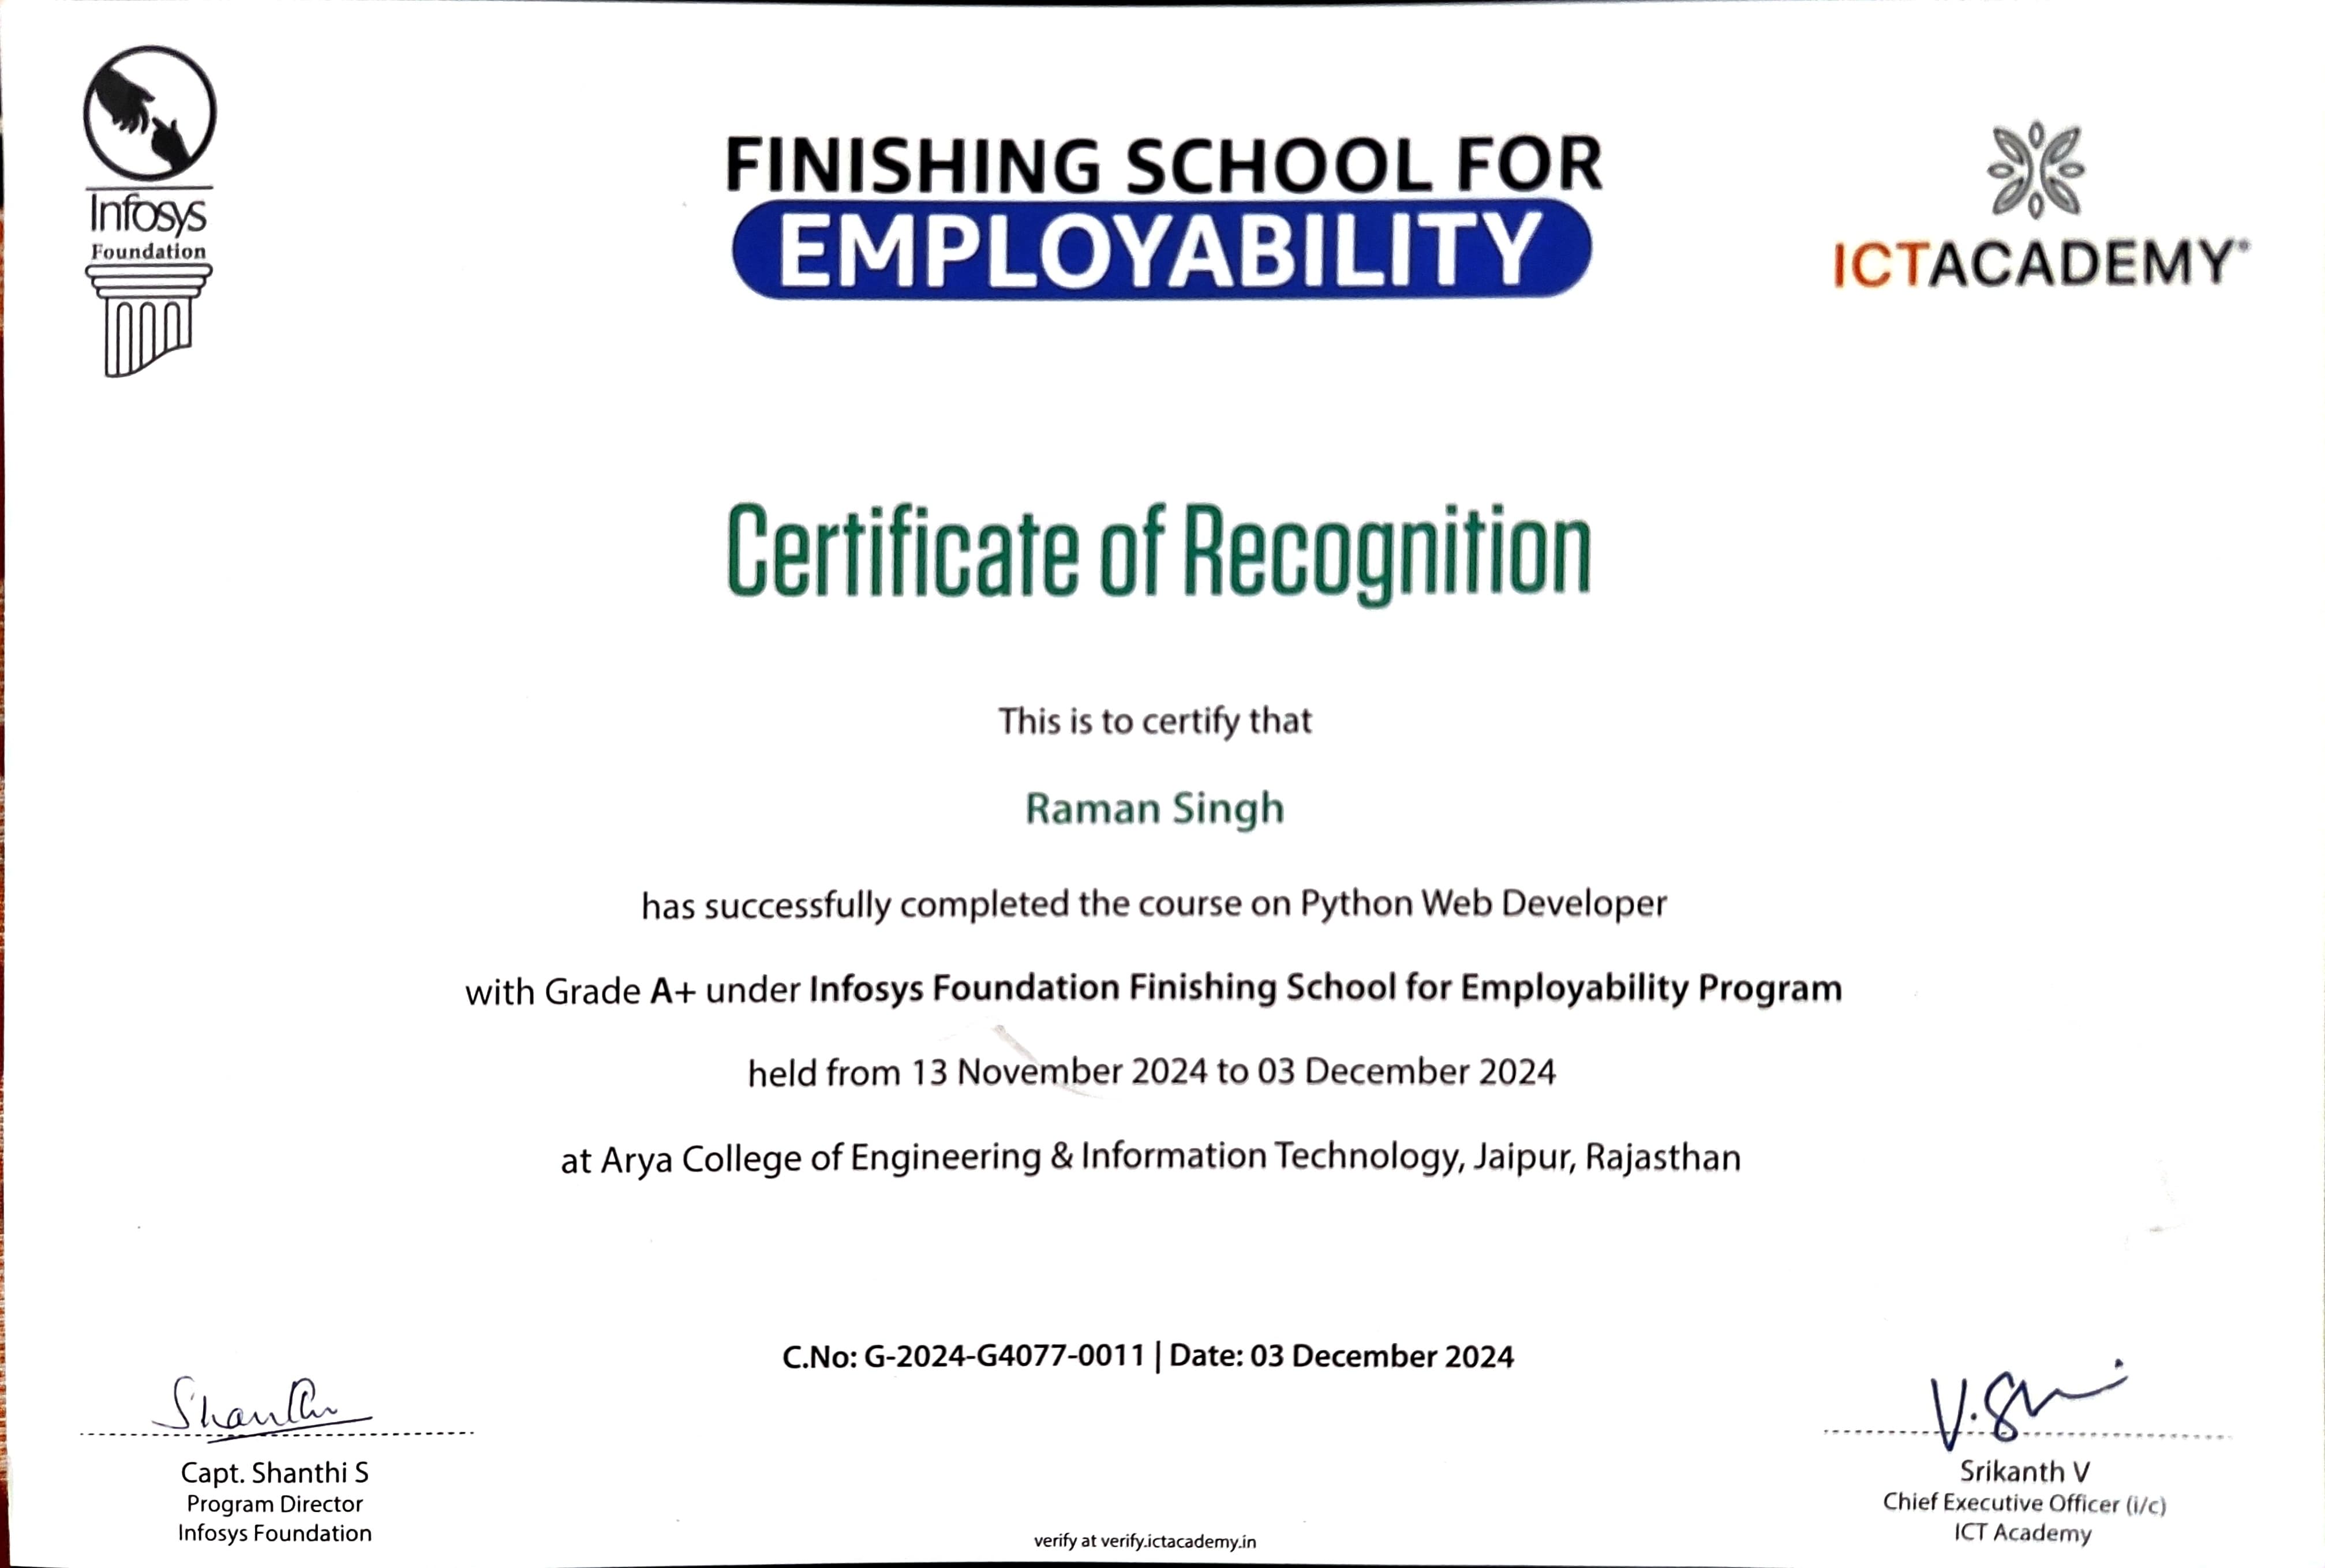 Infosys
Foundation
FINISHING SCHOOL FOR
EMPLOYABILITY
ICTACADEMY®
Certificate of Recognition
This is to certify that
Raman Singh
has successfully completed the course on Python Web Developer
with Grade A+ under Infosys Foundation Finishing School for Employability Program
held from 13 November 2024 to 03 December 2024
at Arya College of Engineering & Information Technology, Jaipur, Rajasthan
C.No: G-2024-G4077-0011 | Date: 03 December 2024
Shanthi
Capt. Shanthi S
Program Director
Infosys Foundation
V.S
Srikanth V
Chief Executive Officer (i/c)
ICT Academy
verify at verify.ictacademy.in